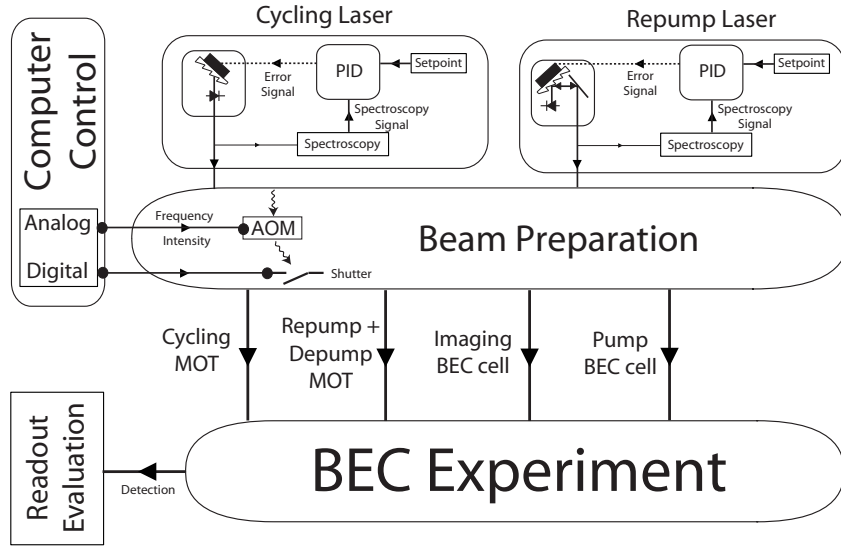 Cycling Laser
Repump Laser
Computer
Control
PID
Setpoint
Error
Signal
Spectroscopy
Signal
Spectroscopy
PID
Setpoint
Error
Signal
Spectroscopy
Signal
Spectroscopy
Analog
Digital
Frequency
Intensity
AOM
Shutter
Beam Preparation
Cycling
MOT
Repump +
Depump
MOT
Imaging
BEC cell
Pump
BEC cell
Readout
Evaluation
Detection
BEC Experiment